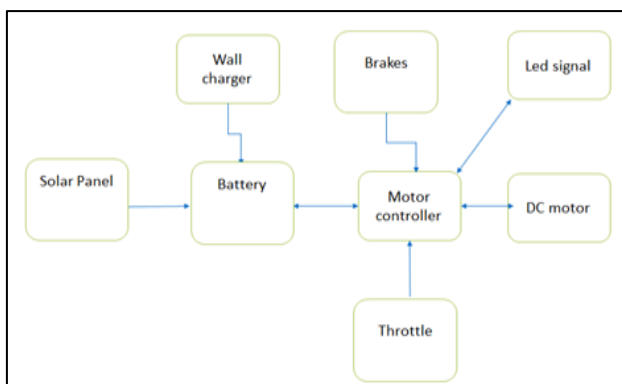 Wall
charger
Brakes
Led signal
Solar Panel
Battery
Motor
controller
DC motor
Throttle